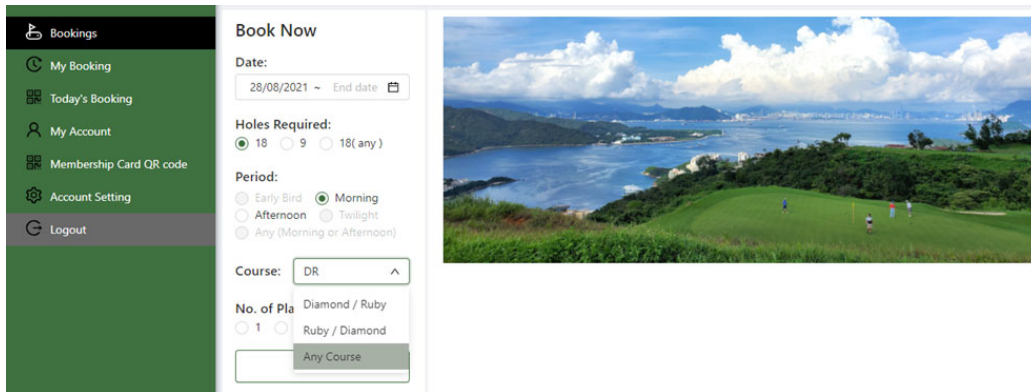 Bookings
My Booking
Today's Booking
My Account
Membership Card QR code
Account Setting
Logout
Book Now
Date:
28/08/2021 ~ End date
Holes Required:
18 9 18( any )
Period:
Early Bird Morning
Afternoon Twilight
Any (Morning or Afternoon)
Course: DR
Diamond / Ruby
Ruby / Diamond
Any Course
No. of Pla
1